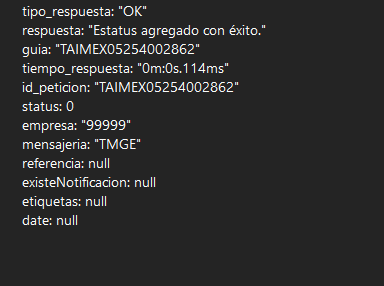 tipo_respuesta: "OK"
respuesta: "Estatus agregado con éxito."
guia: "TAIMEX05254002862"
tiempo_respuesta: "0m:0s.114ms"
id_peticion: "TAIMEX05254002862"
status: 0
empresa: "99999"
mensajeria: "TMGE"
referencia: null
existeNotificacion: null
etiquetas: null
date: null